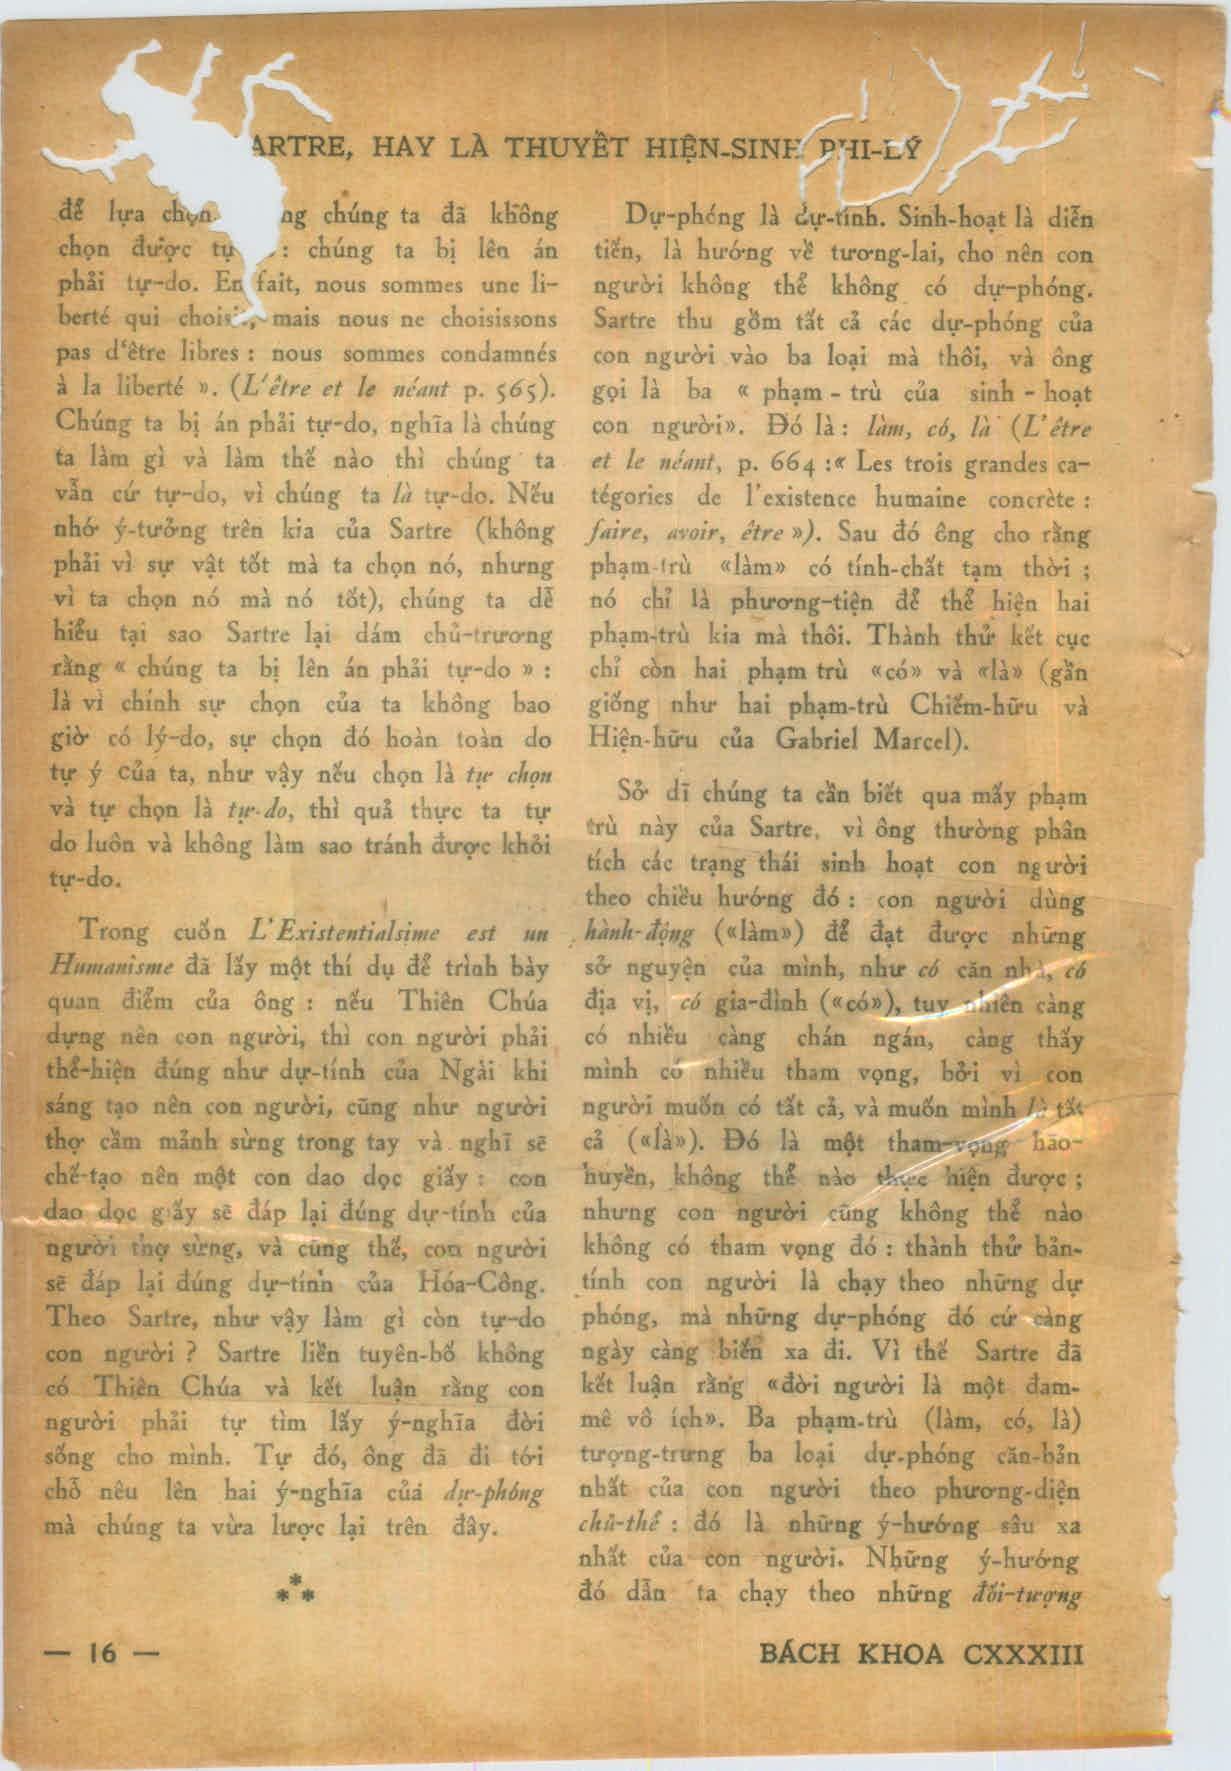 ARTRE, HAY LÀ THUYẾT HIỆN-SINH PHI-LÝ
để lựa chọn ng chúng ta đã không
chọn được tự : chúng ta bị lên án
phải tự-do. En fait, nous sommes une li-
berté qui choisit, mais nous ne choisissons
pas d'être libres : nous sommes condamnés
à la liberté ». (L'être et le néant p. 565).
Chúng ta bị án phải tự-do, nghĩa là chúng
ta làm gì và làm thế nào thì chúng ta
vẫn cứ tự-do, vì chúng ta là tự-do. Nếu
nhớ ý-tưởng trên kia của Sartre (không
phải vì sự vật tốt mà ta chọn nó, nhưng
vì ta chọn nó mà nó tốt), chúng ta dễ
hiểu tại sao Sartre lại dám chủ-trương
rằng « chúng ta bị lên án phải tự-do » :
là vì chính sự chọn của ta không bao
giờ có lý-do, sự chọn đó hoàn toàn do
tự ý của ta, như vậy nếu chọn là tự chọn
và tự chọn là tự-do, thì quả thực ta tự
do luôn và không làm sao tránh được khỏi
tự-do.
Trong cuốn L'Existentialsime est un
Humanisme đã lấy một thí dụ để trình bày
quan điểm của ông : nếu Thiên Chúa
dựng nên con người, thì con người phải
thể-hiện đúng như dự-tính của Ngài khi
sáng tạo nên con người, cũng như người
thợ cầm mảnh sừng trong tay và nghĩ sẽ
chế-tạo nên một con dao dọc giấy : con
dao dọc giấy sẽ đáp lại đúng dự-tính của
người thợ sừng, và cũng thế, con người
sẽ đáp lại đúng dự-tính của Hóa-Công.
Theo Sartre, như vậy làm gì còn tự-do
con người ? Sartre liền tuyên-bố không
có Thiên Chúa và kết luận rằng con
người phải tự tìm lấy ý-nghĩa đời
sống cho mình. Tự đó, ông đã đi tới
chỗ nêu lên hai ý-nghĩa củả dự-phóng
mà chúng ta vừa lược lại trên đây.
* * *
Dự-phóng là dự-tính. Sinh-hoạt là diễn
tiến, là hướng về tương-lai, cho nên con
người không thể không có dự-phóng.
Sartre thu gồm tất cả các dự-phóng của
con người vào ba loại mà thôi, và ông
gọi là ba « phạm - trù của sinh - hoạt
con người». Đó là : làm, có, là (L'être
et le néant, p. 664 :« Les trois grandes ca-
tégories de l'existence humaine concrète :
faire, avoir, être »). Sau đó ông cho rằng
phạm-trù «làm» có tính-chất tạm thời ;
nó chỉ là phương-tiện để thể hiện hai
phạm-trù kia mà thôi. Thành thử kết cục
chỉ còn hai phạm trù «có» và «là» (gần
giống như hai phạm-trù Chiếm-hữu và
Hiện-hữu của Gabriel Marcel).
Sở dĩ chúng ta cần biết qua mấy phạm
trù này của Sartre, vì ông thường phân
tích các trạng thái sinh hoạt con người
theo chiều hướng đó : con người dùng
hành-động («làm») để đạt được những
sở nguyện của mình, như có căn nhà, có
địa vị, có gia-đình («có»), tuy nhiên càng
có nhiều càng chán ngán, càng thấy
mình có nhiều tham vọng, bởi vì con
người muốn có tất cả, và muốn mình là tất
cả («là»). Đó là một tham-vọng hão-
huyền, không thể nào thực hiện được ;
nhưng con người cũng không thể nào
không có tham vọng đó : thành thử bản-
tính con người là chạy theo những dự
phóng, mà những dự-phóng đó cứ càng
ngày càng biến xa đi. Vì thế Sartre đã
kết luận rằng «đời người là một đam-
mê vô ích». Ba phạm-trù (làm, có, là)
tượng-trưng ba loại dự-phóng căn-bản
nhất của con người theo phương-diện
chủ-thể : đó là những ý-hướng sâu xa
nhất của con người. Những ý-hướng
đó dẫn ta chạy theo những đối-tượng
— 16 —
BÁCH KHOA CXXXIII